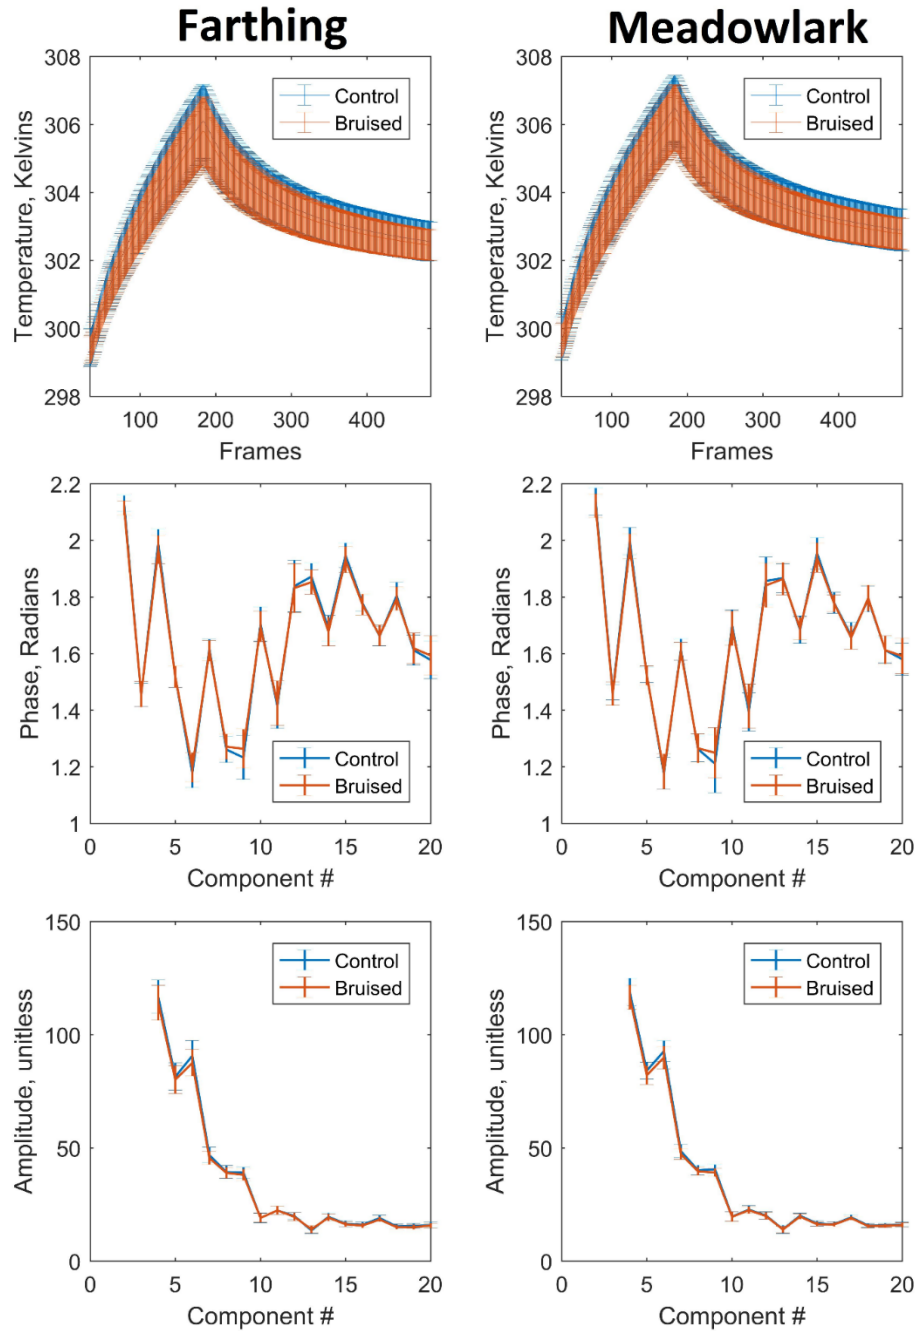 Farthing
Meadowlark
308
306
304
302
300
298
Temperature, Kelvins
Control
Bruised
100
200
300
400
Frames
308
306
304
302
300
298
Temperature, Kelvins
Control
Bruised
100
200
300
400
Frames
2.2
2
1.8
1.6
1.4
1.2
1
Phase, Radians
Control
Bruised
0
5
10
15
20
Component #
2.2
2
1.8
1.6
1.4
1.2
1
Phase, Radians
Control
Bruised
0
5
10
15
20
Component #
150
100
50
0
Amplitude, unitless
Control
Bruised
0
5
10
15
20
Component #
150
100
50
0
Amplitude, unitless
Control
Bruised
0
5
10
15
20
Component #